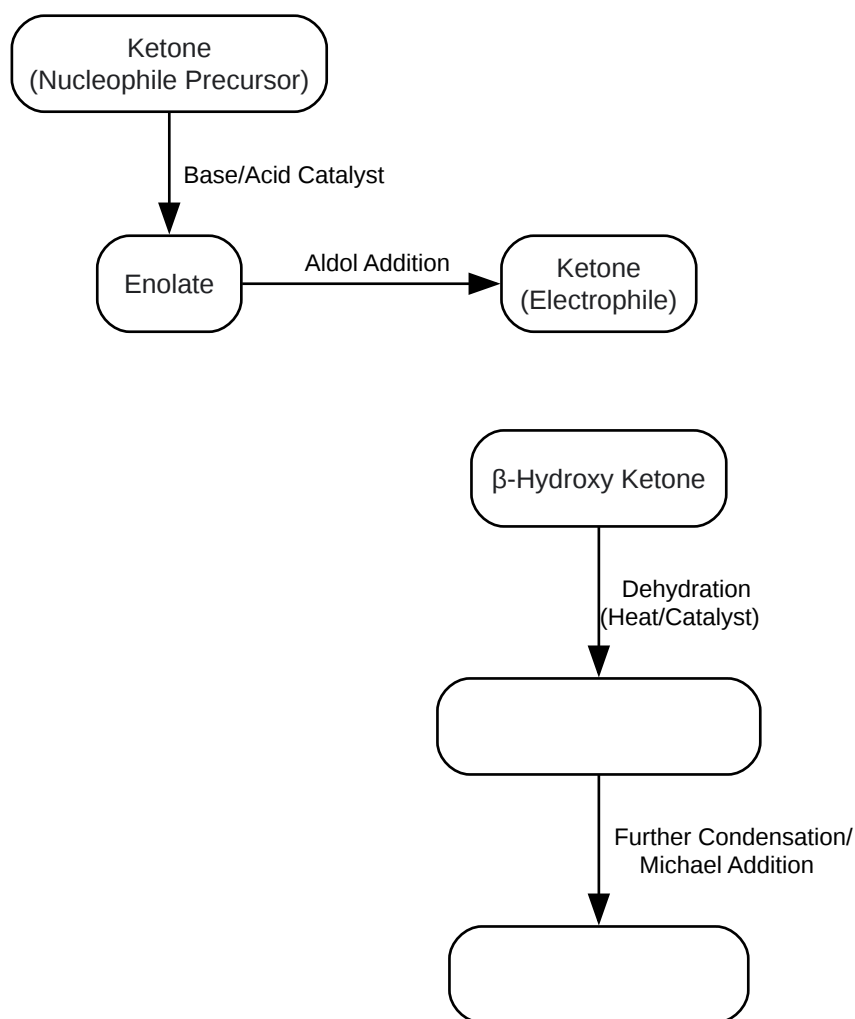 Ketone
(Nucleophile Precursor)
Base/Acid Catalyst
Enolate
Aldol Addition
Ketone
(Electrophile)
β-Hydroxy Ketone
Dehydration
(Heat/Catalyst)
Further Condensation/
Michael Addition